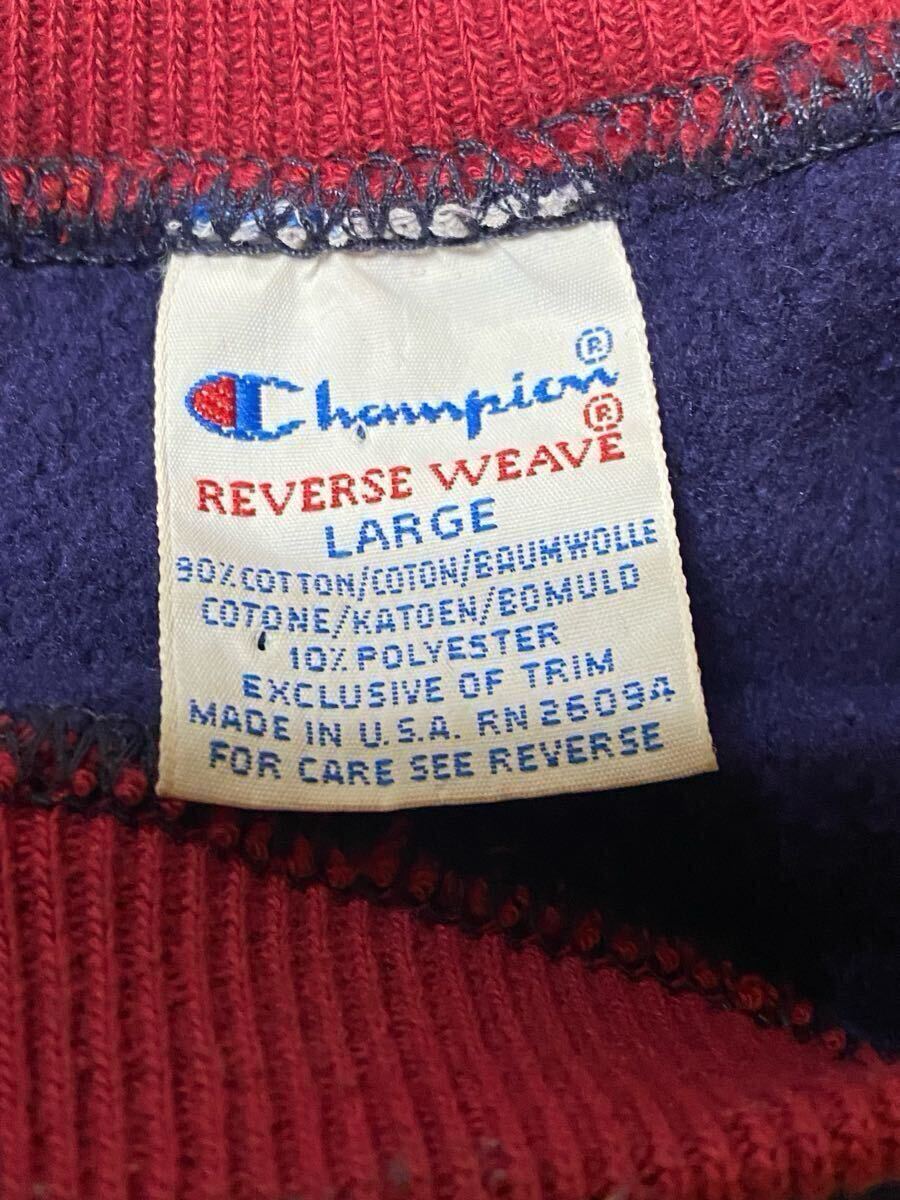 Champion®
REVERSE WEAVE®
LARGE
90% COTTON/COTON/BAUMWOLLE
COTONE/KATOEN/BOMULD
10% POLYESTER
EXCLUSIVE OF TRIM
MADE IN U.S.A. RN 26094
FOR CARE SEE REVERSE